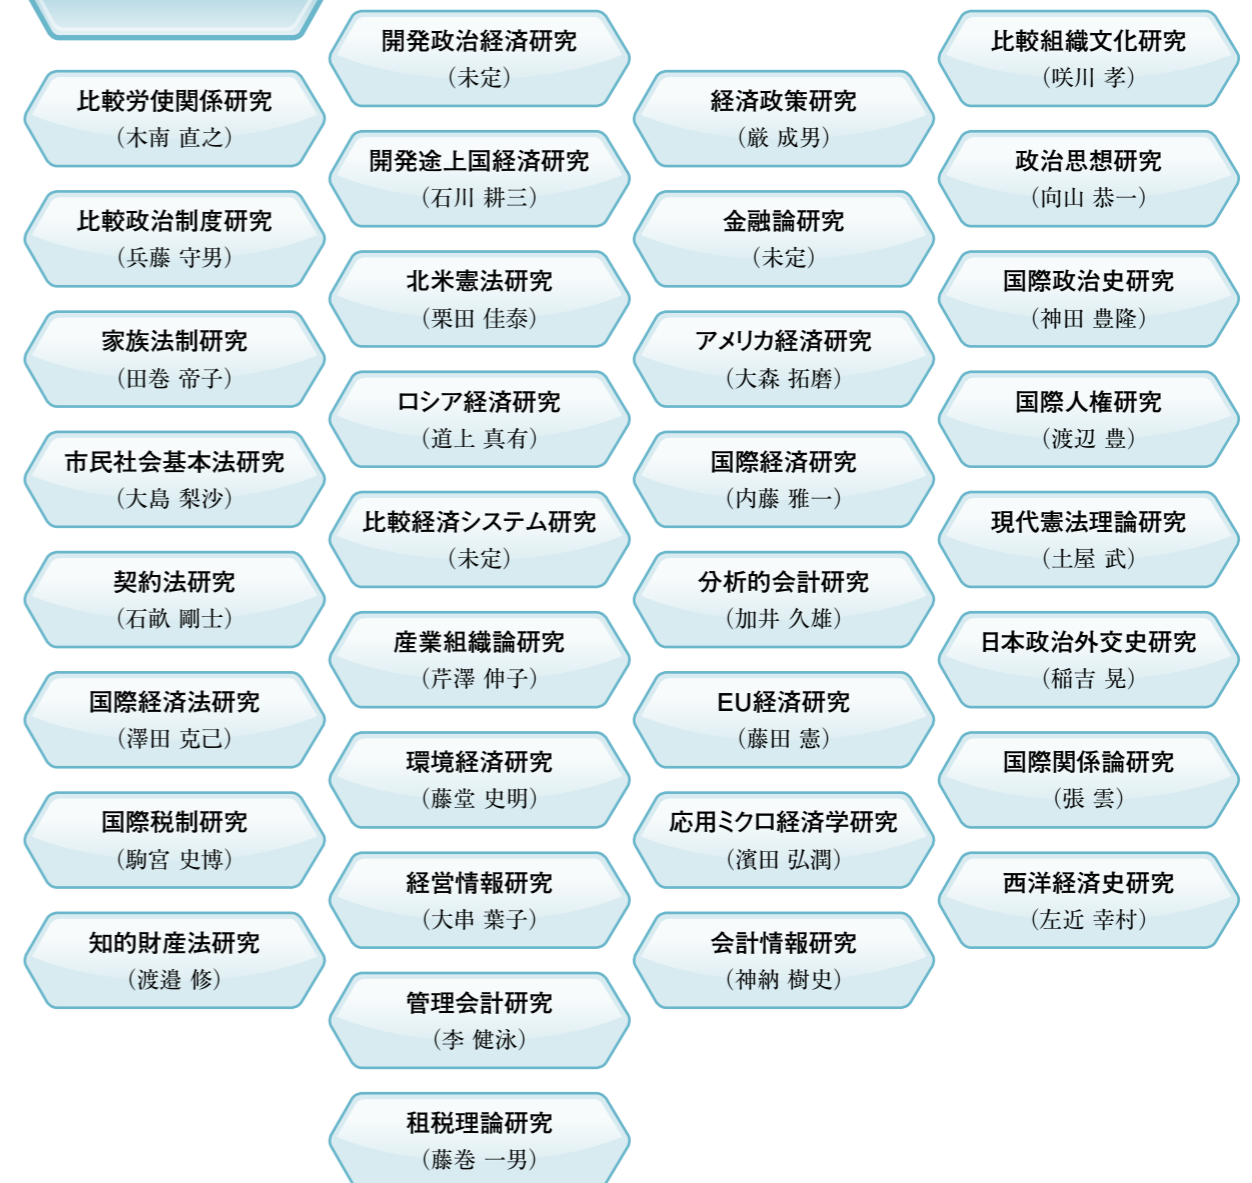 比較労使関係研究
（木南 直之）
比較政治制度研究
（兵藤 守男）
家族法制研究
（田巻 帝子）
市民社会基本法研究
（大島 梨沙）
契約法研究
（石畝 剛士）
国際経済法研究
（澤田 克己）
国際税制研究
（駒宮 史博）
知的財産法研究
（渡邉 修）
開発政治経済研究
（未定）
開発途上国経済研究
（石川 耕三）
北米憲法研究
（栗田 佳泰）
ロシア経済研究
（道上 真有）
比較経済システム研究
（未定）
産業組織論研究
（芹澤 伸子）
環境経済研究
（藤堂 史明）
経営情報研究
（大串 葉子）
管理会計研究
（李 健泳）
租税理論研究
（藤巻 一男）
経済政策研究
（厳 成男）
金融論研究
（未定）
アメリカ経済研究
（大森 拓磨）
国際経済研究
（内藤 雅一）
分析的会計研究
（加井 久雄）
EU経済研究
（藤田 憲）
応用ミクロ経済学研究
（濱田 弘潤）
会計情報研究
（神納 樹史）
比較組織文化研究
（咲川 孝）
政治思想研究
（向山 恭一）
国際政治史研究
（神田 豊隆）
国際人権研究
（渡辺 豊）
現代憲法理論研究
（土屋 武）
日本政治外交史研究
（稲吉 晃）
国際関係論研究
（張 雲）
西洋経済史研究
（左近 幸村）